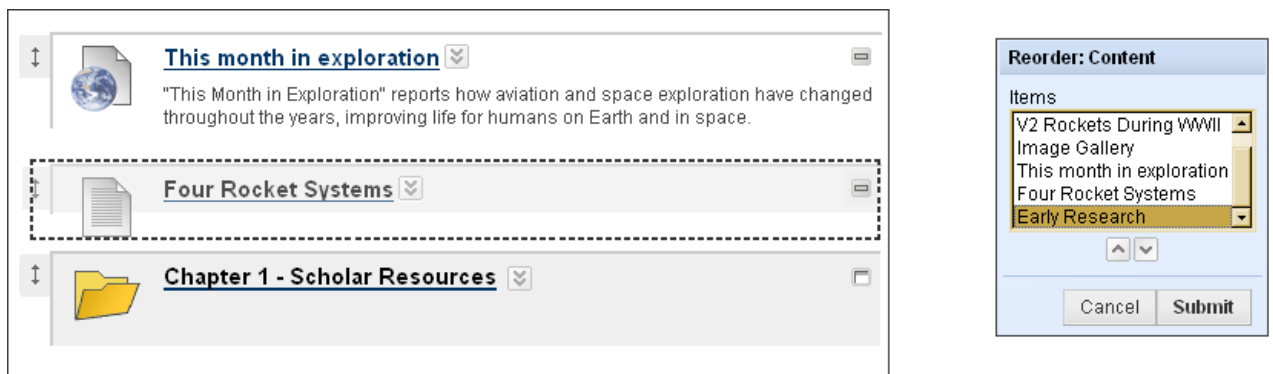 This month in exploration
"This Month in Exploration" reports how aviation and space exploration have changed
throughout the years, improving life for humans on Earth and in space.
Four Rocket Systems
Chapter 1 - Scholar Resources
Reorder: Content
Items
V2 Rockets During WWII
Image Gallery
This month in exploration
Four Rocket Systems
Early Research
Cancel Submit